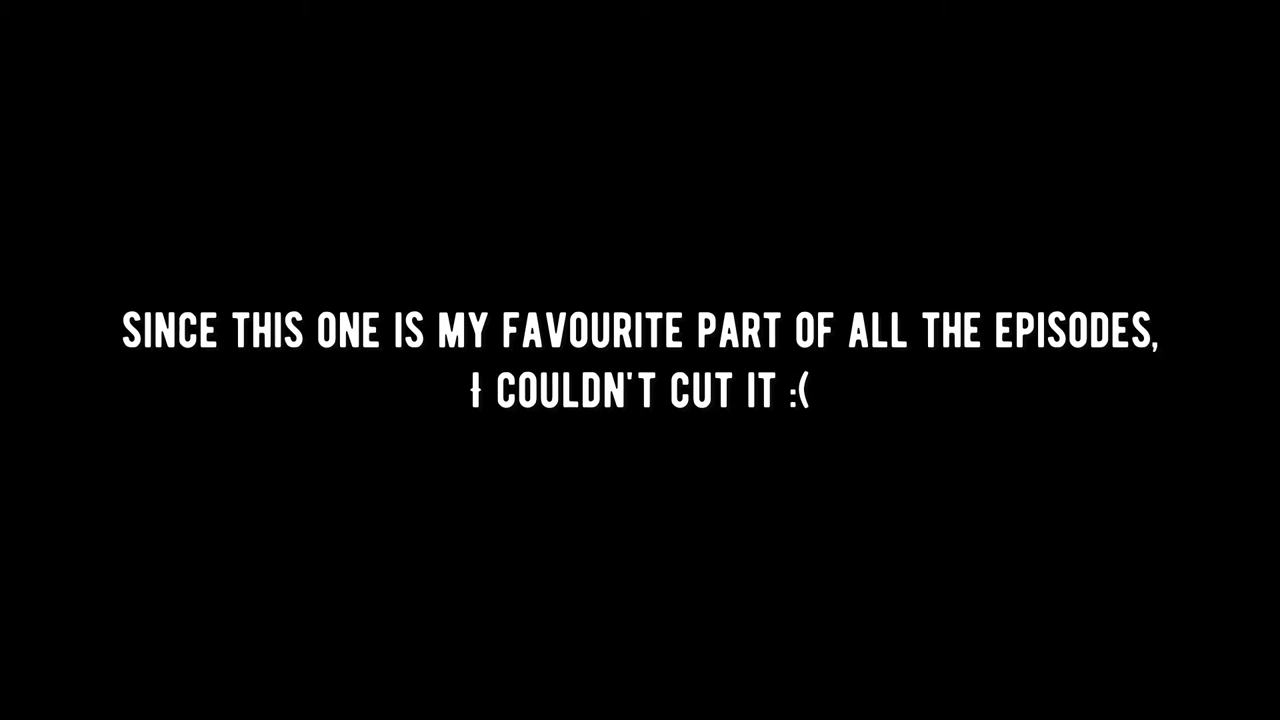 SINCE THIS ONE IS MY FAVOURITE PART OF ALL THE EPISODES,
I COULDN'T CUT IT :(